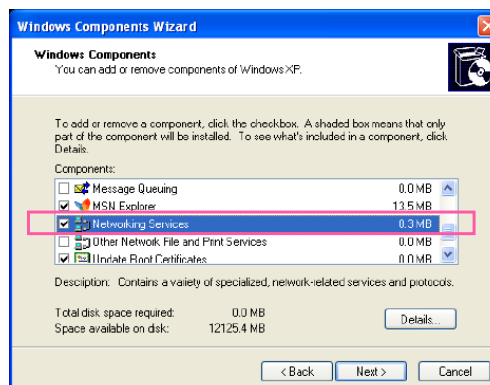 Windows Components Wizard
Windows Components
You can add or remove components of Windows XP.
To add or remove a component, click the checkbox. A shaded box means that only
part of the component will be installed. To see what's included in a component, click
Details.
Components:
Message Queuing 0.0 MB
MSN Explorer 13.5 MB
Networking Services 0.3 MB
Other Network File and Print Services 0.0 MB
Update Root Certificates 0.0 MB
Description: Contains a variety of specialized, network-related services and protocols.
Total disk space required: 0.0 MB
Space available on disk: 12125.4 MB
Details...
< Back Next > Cancel